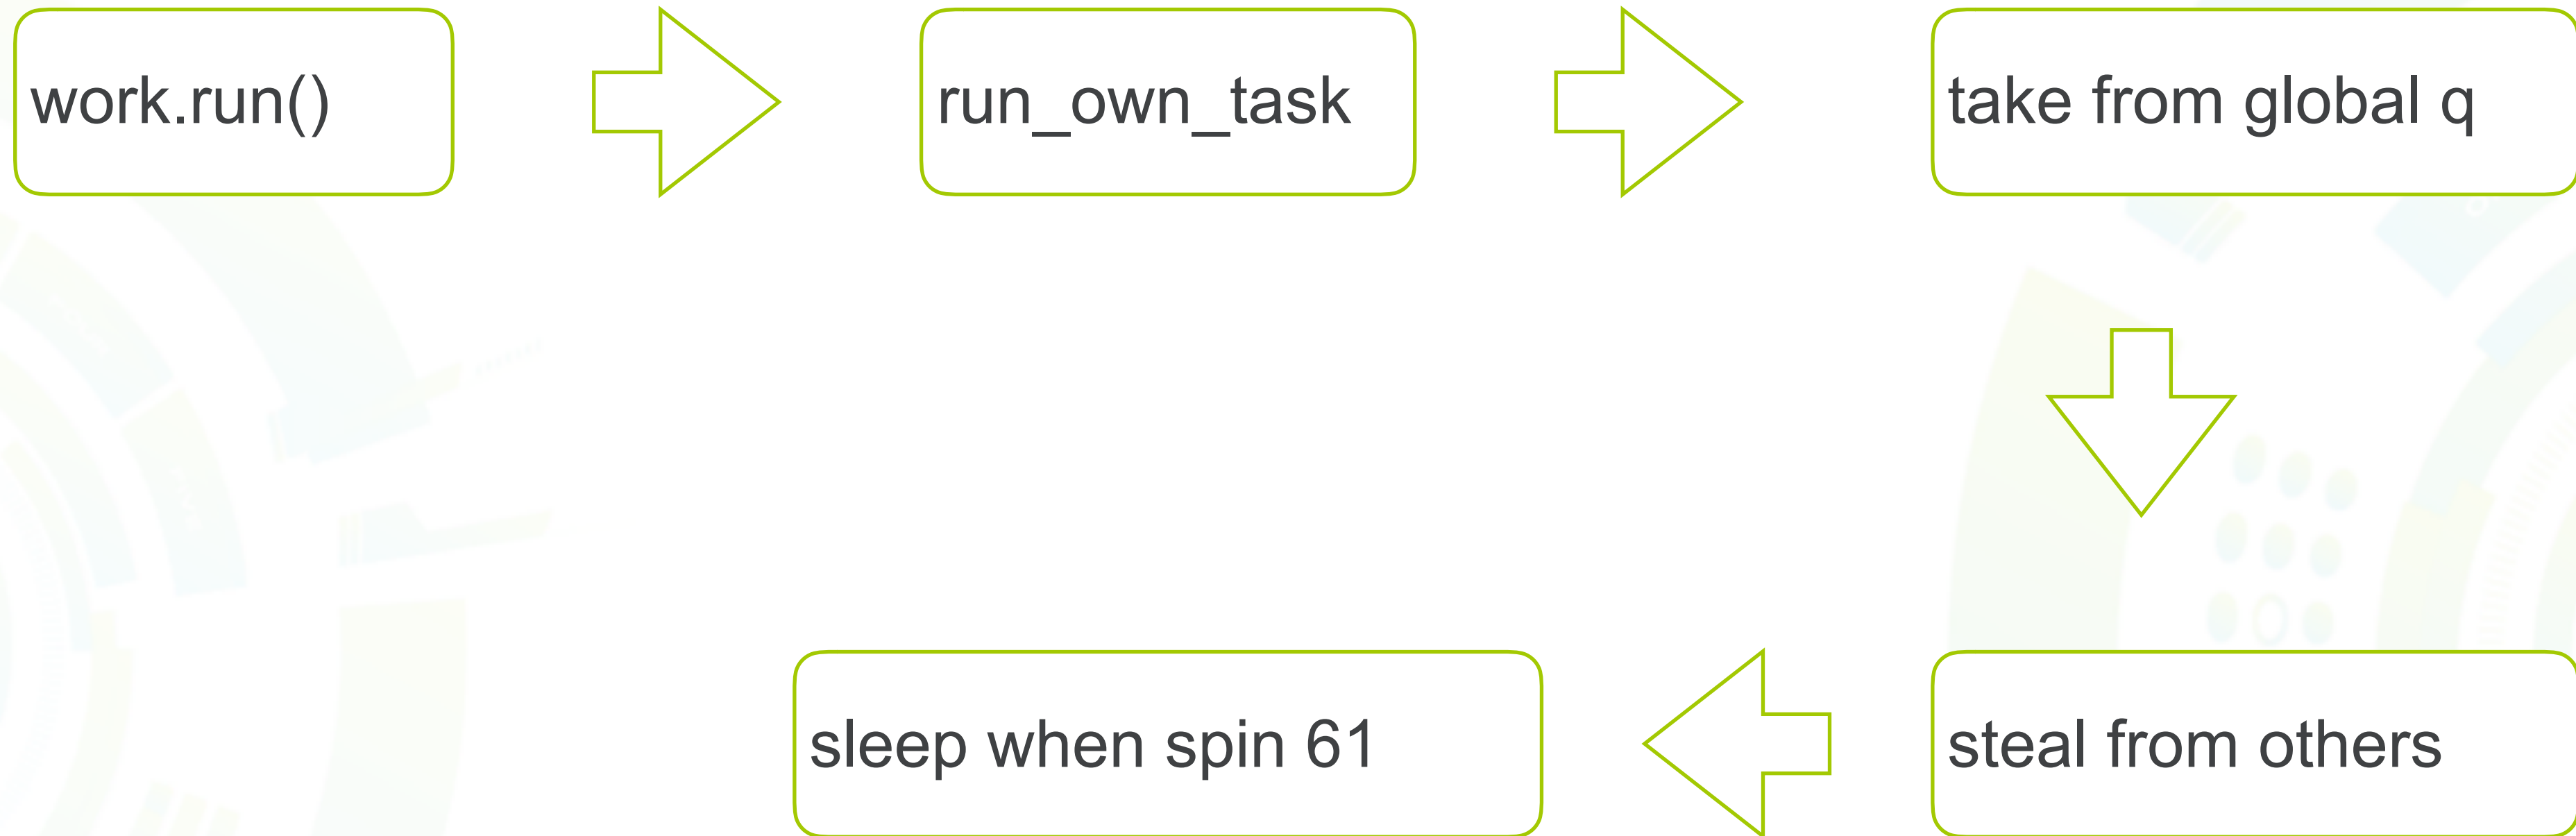 work.run()
run_own_task
take from global q
steal from others
sleep when spin 61